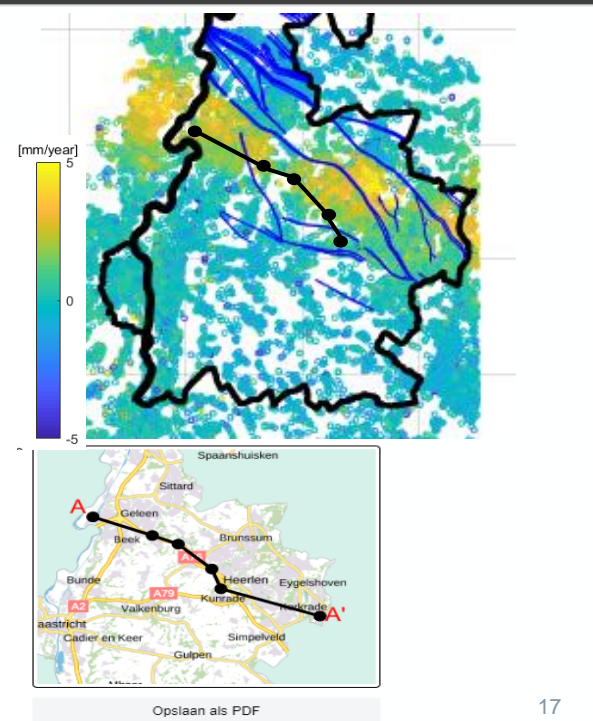 [mm/year]
5
0
-5
Spaanshuisken
Sittard
A
Geleen
Beek
Brunssum
Bunde
Heerlen
Eygelshoven
A79
Kunrade
A2
Valkenburg
Kerkrade
A'
aastricht
Cadier en Keer
Simpelveld
Gulpen
Opslaan als PDF
17